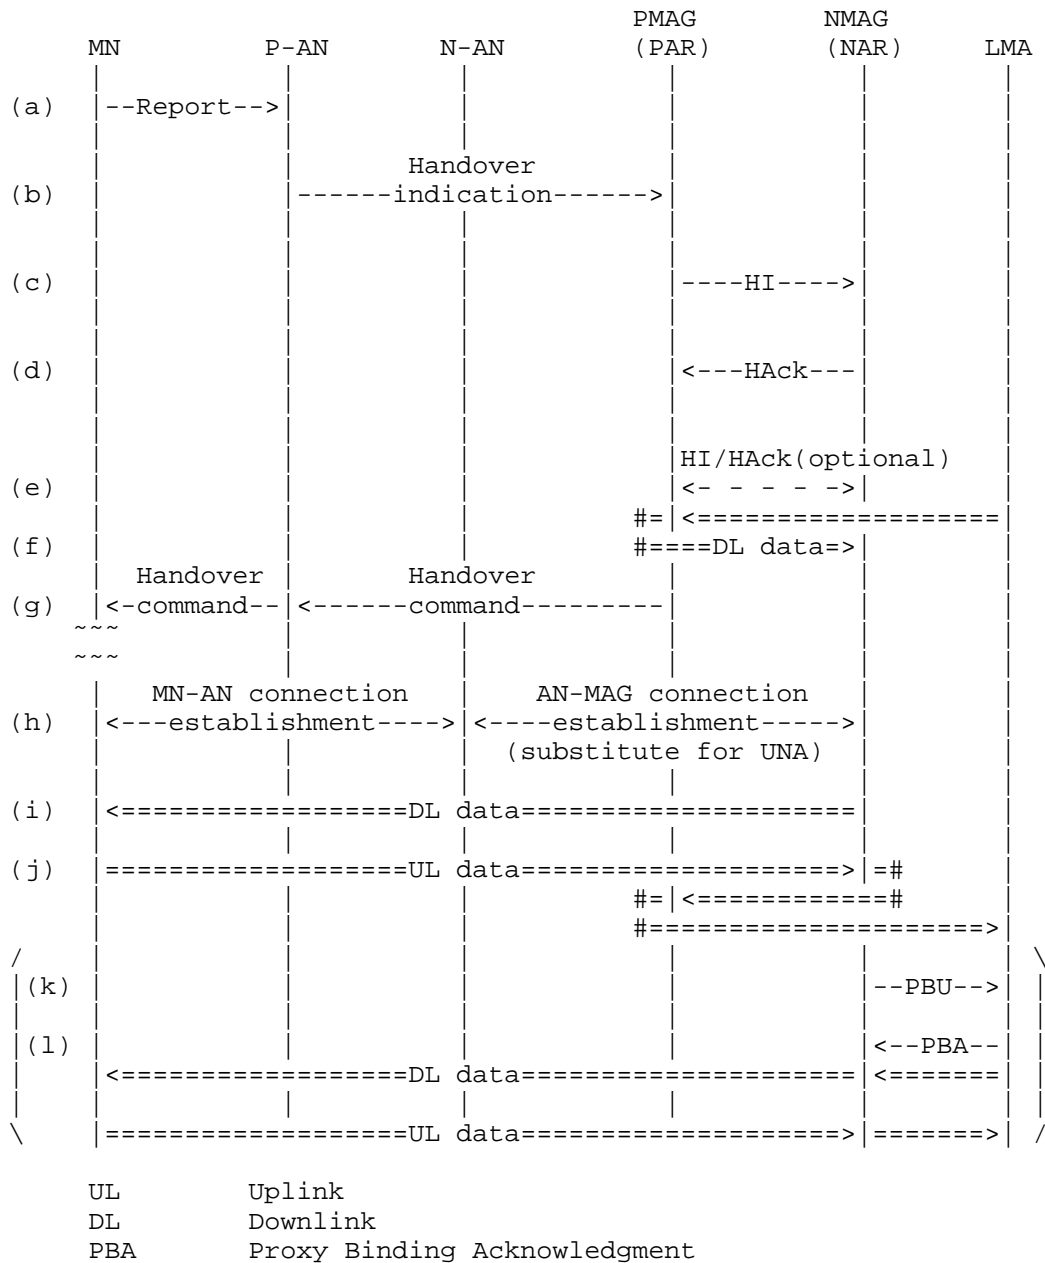 PMAG NMAG
MN P-AN N-AN (PAR) (NAR) LMA
| | | | | |
(a) |--Report-->| | | | |
| | | | | |
| | Handover | | |
(b) | |------indication------>| | |
| | | | | |
| | | | | |
(c) | | | |----HI---->| |
| | | | | |
| | | | | |
(d) | | | |<---HAck---| |
| | | | | |
| | | | | |
| | | |HI/HAck(optional) |
(e) | | | |<- - - - ->| |
| | | #=|<===================|
(f) | | | #====DL data=>| |
| Handover | Handover | | |
(g) |<-command--|<------command---------| | |
~~~ | | | | |
~~~ | | | | |
| MN-AN connection | AN-MAG connection | |
(h) |<---establishment---->|<----establishment----->| |
| | | (substitute for UNA) | |
| | | | | |
(i) |<===================DL data=====================| |
| | | | | |
(j) |===================UL data====================>|=# |
| | | #=|<============# |
| | | #=====================>|
/ | | | | | | \
|(k) | | | | |--PBU-->| |
| | | | | | | |
|(l) | | | | |<--PBA--| |
| |<==================DL data=====================|<=======| |
| | | | | | | |
\ |===================UL data====================>|=======>| /
UL Uplink
DL Downlink
PBA Proxy Binding Acknowledgment